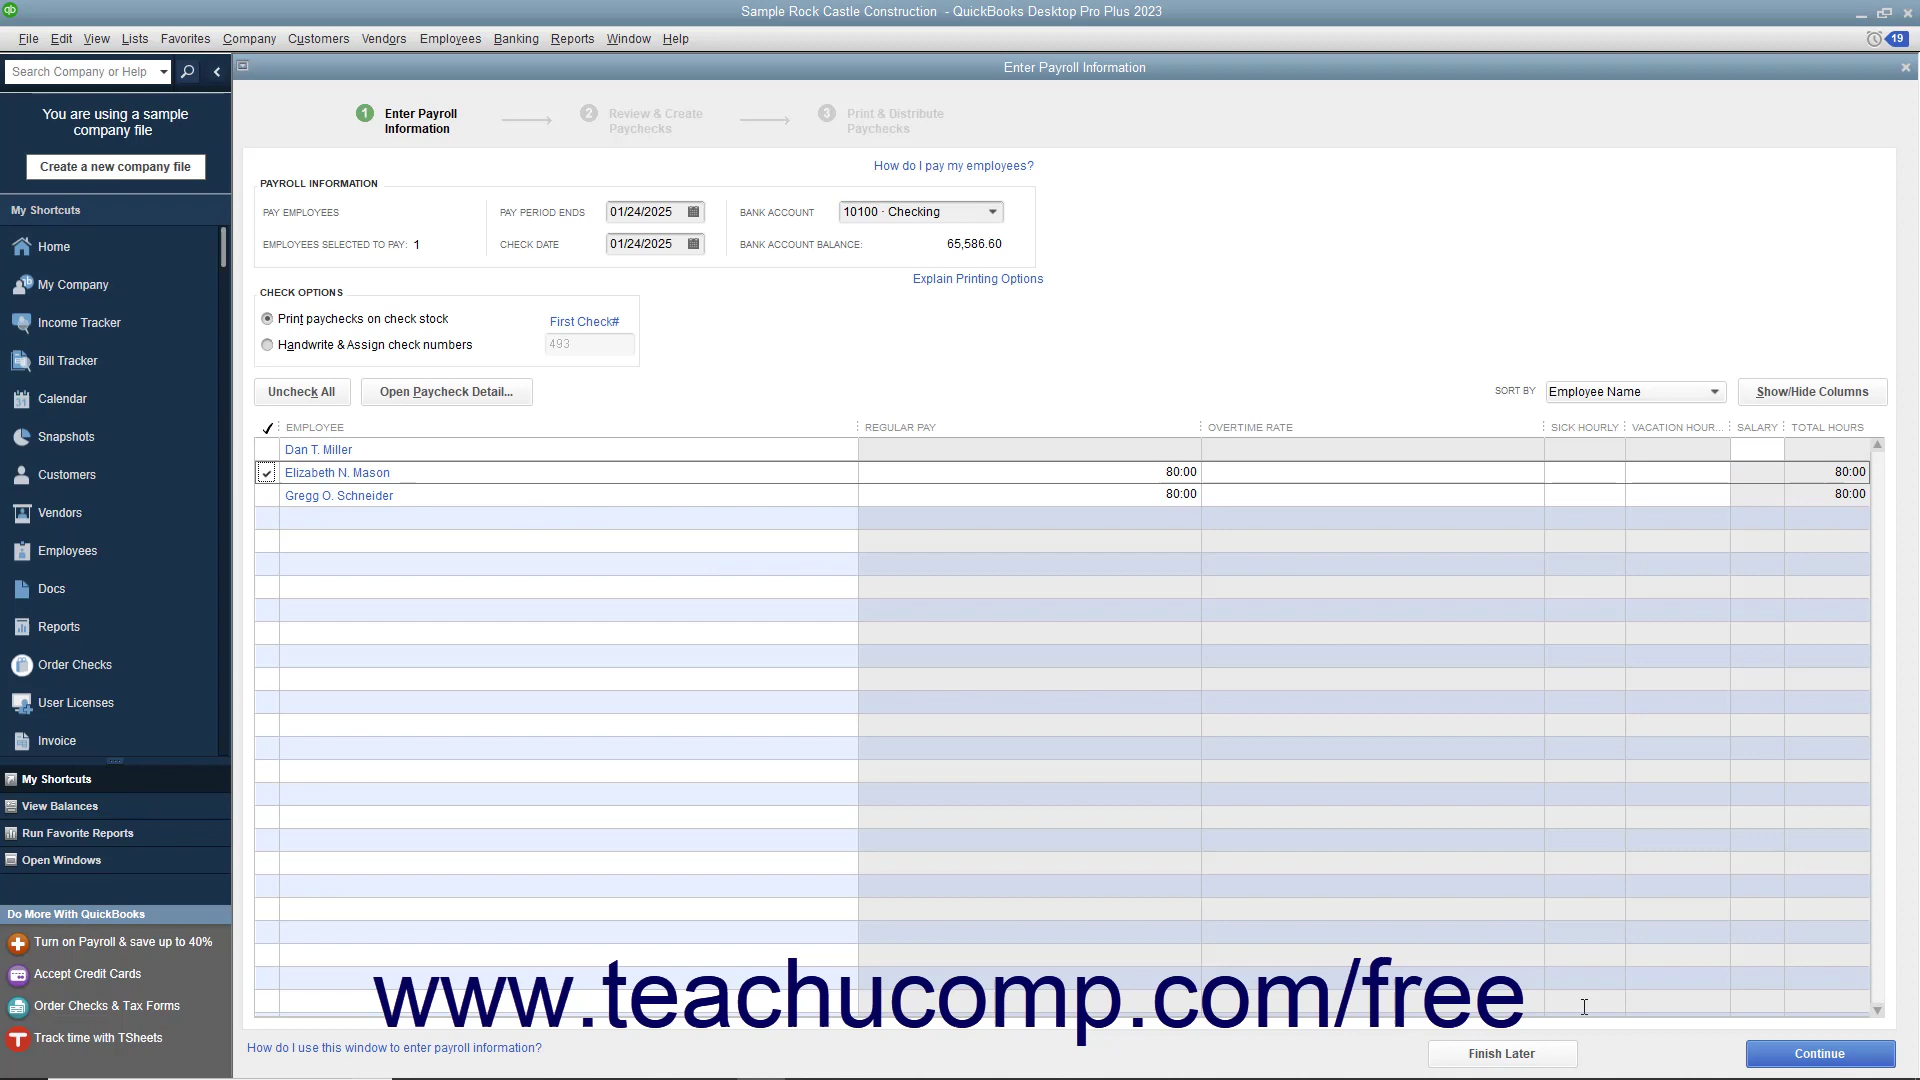 qb
Sample Rock Castle Construction - QuickBooks Desktop Pro Plus 2023
File Edit View Lists Favorites Company Customers Vendors Employees Banking Reports Window Help
19
Search Company or Help
Enter Payroll Information
You are using a sample
company file
Create a new company file
1 Enter Payroll
Information
2 Review & Create
Paychecks
3 Print & Distribute
Paychecks
How do I pay my employees?
PAYROLL INFORMATION
PAY EMPLOYEES
PAY PERIOD ENDS 01/24/2025
BANK ACCOUNT 10100 · Checking
EMPLOYEES SELECTED TO PAY: 1
CHECK DATE 01/24/2025
BANK ACCOUNT BALANCE: 65,586.60
Explain Printing Options
CHECK OPTIONS
Print paychecks on check stock
First Check#
Handwrite & Assign check numbers
493
Uncheck All
Open Paycheck Detail...
SORT BY Employee Name
Show/Hide Columns
EMPLOYEE REGULAR PAY OVERTIME RATE SICK HOURLY VACATION HOUR... SALARY TOTAL HOURS
Dan T. Miller
Elizabeth N. Mason 80:00 80:00
Gregg O. Schneider 80:00 80:00
My Shortcuts
Home
My Company
Income Tracker
Bill Tracker
Calendar
Snapshots
Customers
Vendors
Employees
Docs
Reports
Order Checks
User Licenses
Invoice
My Shortcuts
View Balances
Run Favorite Reports
Open Windows
Do More With QuickBooks
Turn on Payroll & save up to 40%
Accept Credit Cards
Order Checks & Tax Forms
Track time with TSheets
www.teachucomp.com/free
How do I use this window to enter payroll information?
Finish Later
Continue